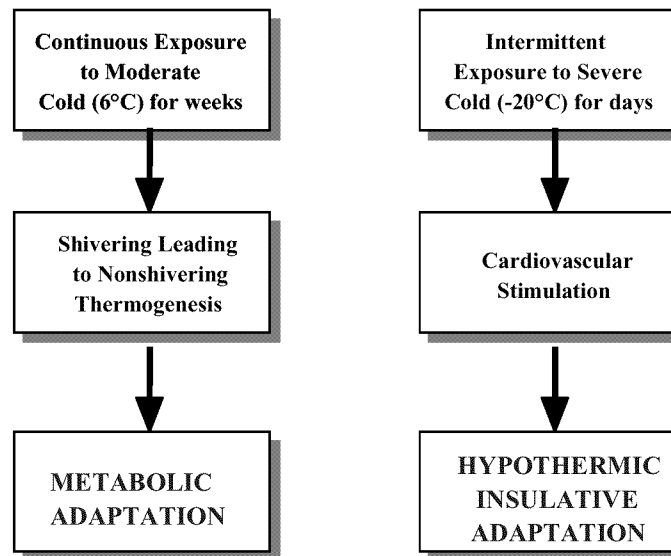 Continuous Exposure
to Moderate
Cold (6°C) for weeks
Shivering Leading
to Nonshivering
Thermogenesis
METABOLIC
ADAPTATION
Intermittent
Exposure to Severe
Cold (-20°C) for days
Cardiovascular
Stimulation
HYPOTHERMIC
INSULATIVE
ADAPTATION